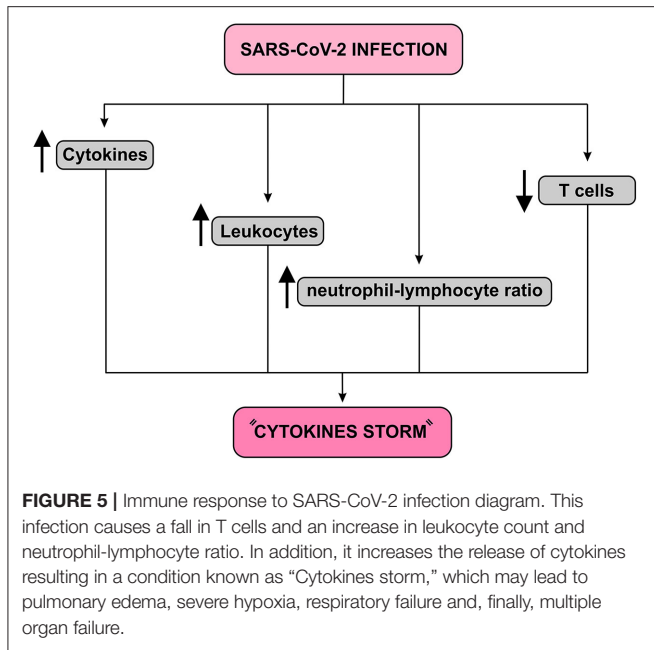 SARS-CoV-2 INFECTION
Cytokines
T cells
Leukocytes
neutrophil-lymphocyte ratio
"CYTOKINES STORM"
FIGURE 5 | Immune response to SARS-CoV-2 infection diagram. This
infection causes a fall in T cells and an increase in leukocyte count and
neutrophil-lymphocyte ratio. In addition, it increases the release of cytokines
resulting in a condition known as “Cytokines storm,” which may lead to
pulmonary edema, severe hypoxia, respiratory failure and, finally, multiple
organ failure.